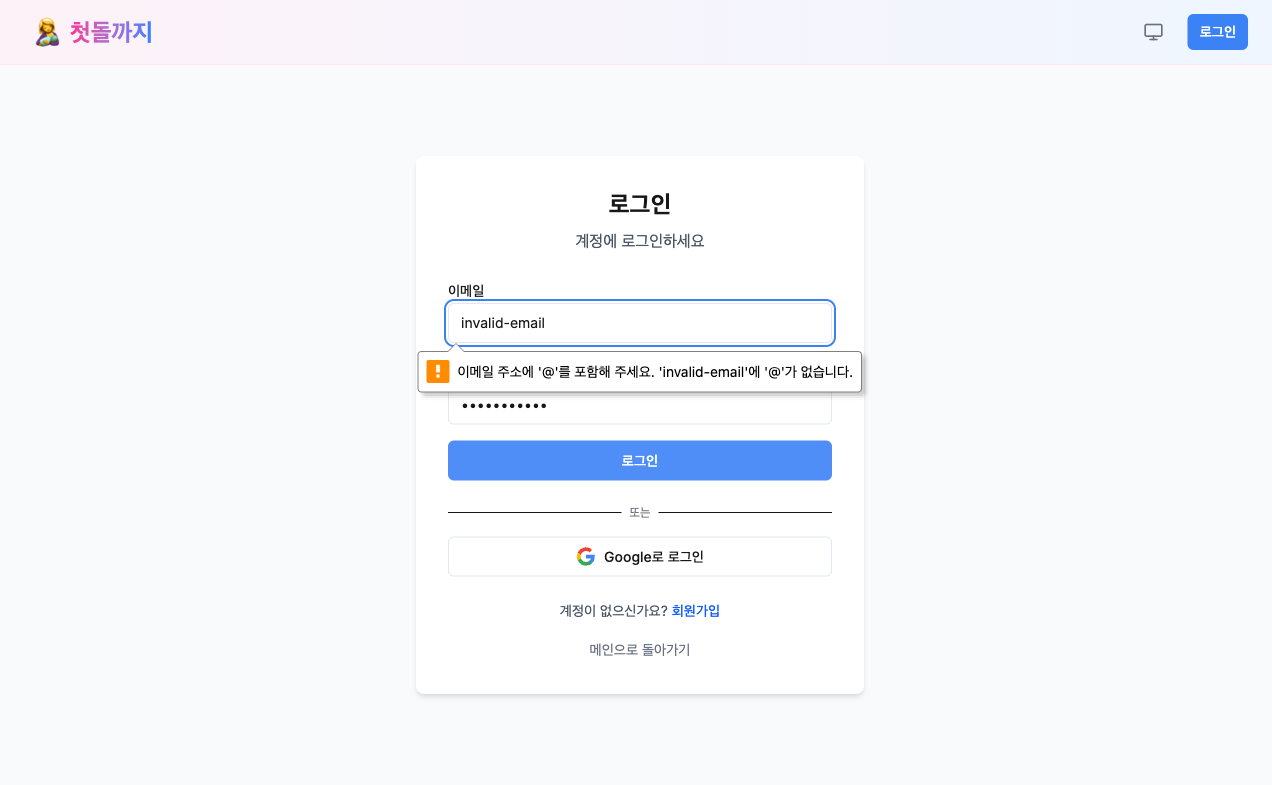 첫돌까지
로그인
로그인
계정에 로그인하세요
이메일
invalid-email
이메일 주소에 '@'를 포함해 주세요. 'invalid-email'에 '@'가 없습니다.
•••••••••••
로그인
또는
Google로 로그인
계정이 없으신가요? 회원가입
메인으로 돌아가기